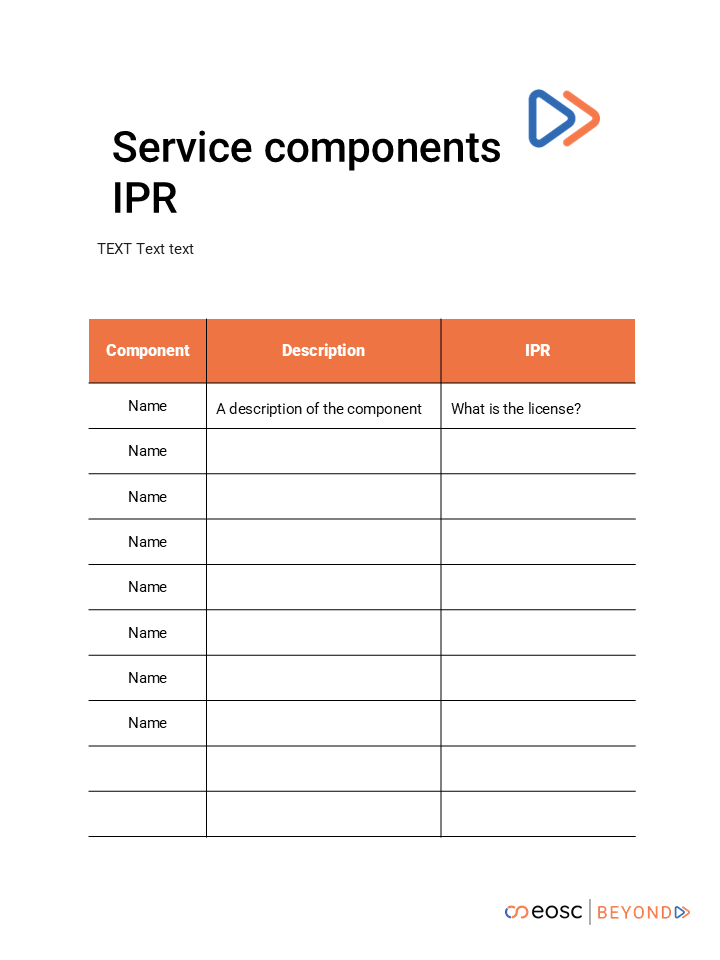 Service components
IPR
TEXT Text text
Component Description IPR
Name A description of the component What is the license?
Name
Name
Name
Name
Name
Name
Name
eosc BEYOND